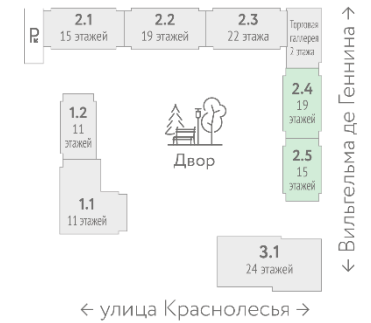 P
2.1
15 этажей
2.2
19 этажей
2.3
22 этажа
Торговая
галлерея
2 этажа
2.4
19
этажей
2.5
15
этажей
1.2
11
этажей
1.1
11 этажей
Двор
3.1
24 этажей
← улица Краснолесья →
← Вильгельма де Геннина →